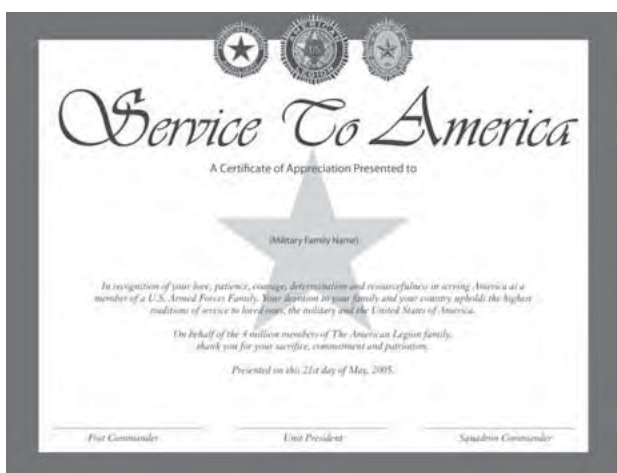 AMERICAN
U.S.
LEGION
Service To America
A Certificate of Appreciation Presented to
(Military Family Name)
In recognition of your love, patience, courage, determination and resourcefulness in serving America as a
member of a U.S. Armed Forces Family. Your devotion to your family and your country upholds the highest
traditions of service to loved ones, the military and the United States of America.
On behalf of the 4 million members of The American Legion family,
thank you for your sacrifice, commitment and patriotism.
Presented on this 21st day of May, 2005.
Post Commander
Unit President
Squadron Commander